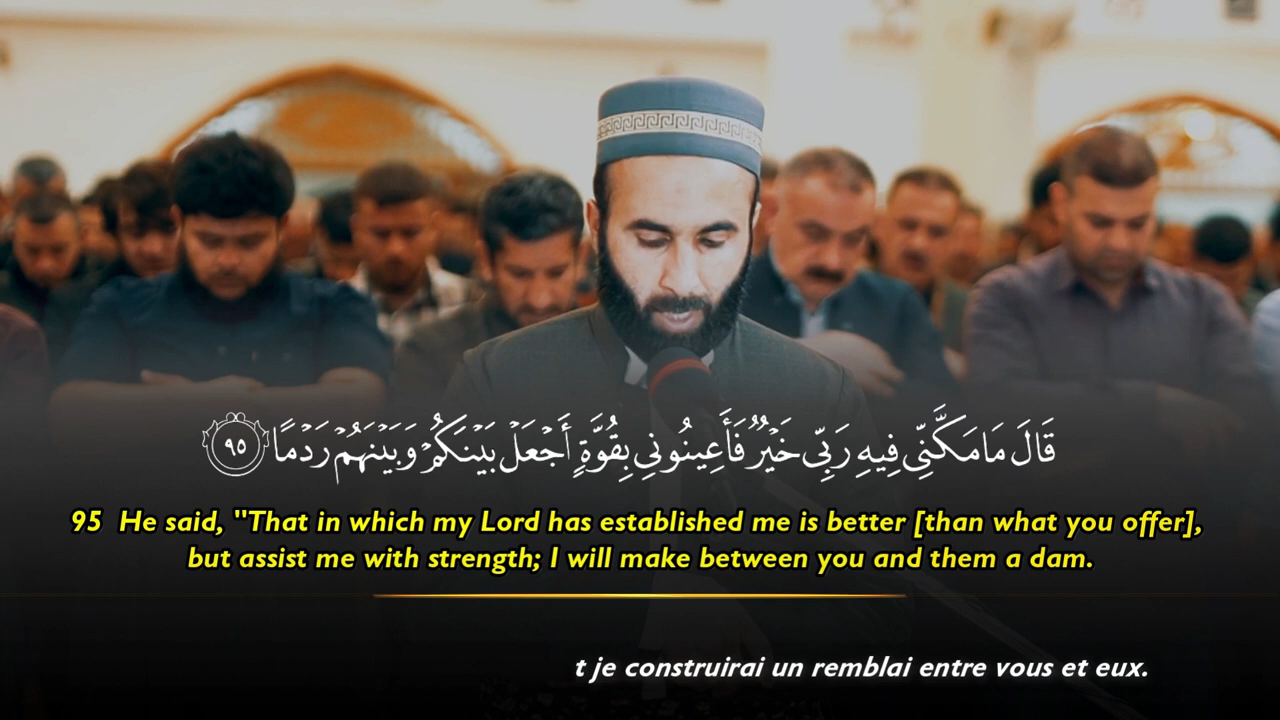 قَالَ مَا مَكَّنِّي فِيهِ رَبِّي خَيْرٌ فَأَعِينُونِي بِقُوَّةٍ أَجْعَلْ بَيْنَكُمْ وَبَيْنَهُمْ رَدْمًا ٩٥
95 He said, "That in which my Lord has established me is better [than what you offer],
but assist me with strength; I will make between you and them a dam.
t je construirai un remblai entre vous et eux.